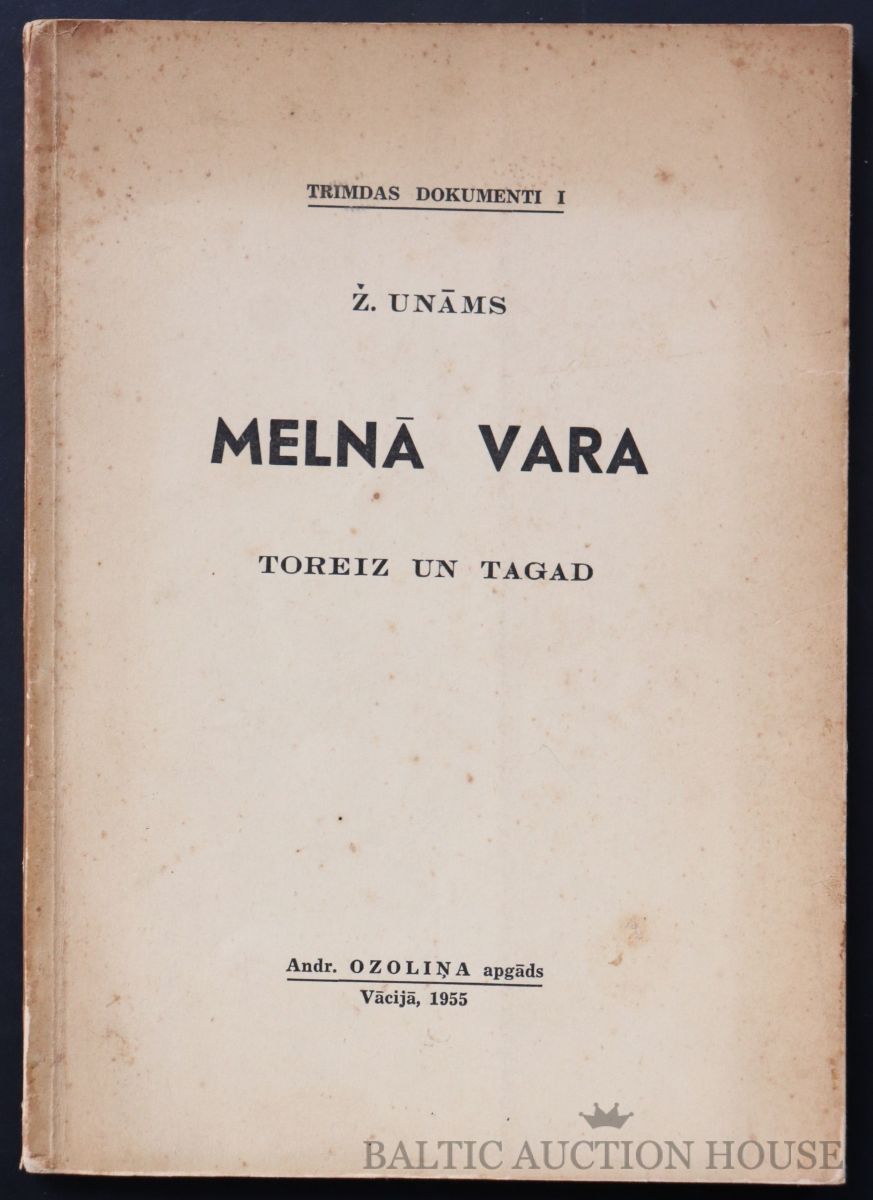 TRIMDAS DOKUMENTI I
Ž. UNĀMS
MELNĀ VARA
TOREIZ UN TAGAD
Andr. OZOLIŅA apgāds
Vācijā, 1955
BALTIC AUCTION HOUSE